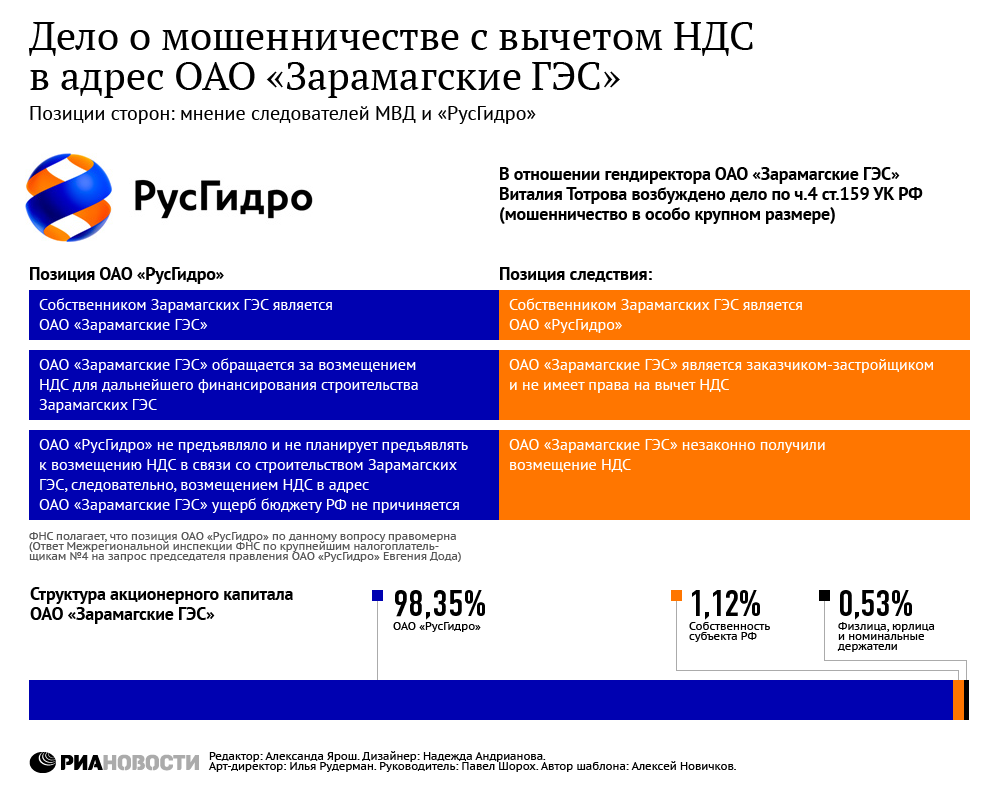 Дело о мошенничестве с вычетом НДС
в адрес ОАО «Зарамагские ГЭС»
Позиции сторон: мнение следователей МВД и «РусГидро»
РусГидро
В отношении гендиректора ОАО «Зарамагские ГЭС»
Виталия Тотрова возбуждено дело по ч.4 ст.159 УК РФ
(мошенничество в особо крупном размере)
Позиция ОАО «РусГидро»
Собственником Зарамагских ГЭС является
ОАО «Зарамагские ГЭС»
ОАО «Зарамагские ГЭС» обращается за возмещением
НДС для дальнейшего финансирования строительства
Зарамагских ГЭС
ОАО «РусГидро» не предъявляло и не планирует предъявлять
к возмещению НДС в связи со строительством Зарамагских
ГЭС, следовательно, возмещением НДС в адрес
ОАО «Зарамагские ГЭС» ущерб бюджету РФ не причиняется
Позиция следствия:
Собственником Зарамагских ГЭС является
ОАО «РусГидро»
ОАО «Зарамагские ГЭС» является заказчиком-застройщиком
и не имеет права на вычет НДС
ОАО «Зарамагские ГЭС» незаконно получили
возмещение НДС
ФНС полагает, что позиция ОАО «РусГидро» по данному вопросу правомерна
(Ответ Межрегиональной инспекции ФНС по крупнейшим налогоплатель-
щикам №4 на запрос председателя правления ОАО «РусГидро» Евгения Дода)
Структура акционерного капитала
ОАО «Зарамагские ГЭС»
98,35%
ОАО «РусГидро»
1,12%
Собственность
субъекта РФ
0,53%
Физлица, юрлица
и номинальные
держатели
РИАНОВОСТИ
Редактор: Александа Ярош. Дизайнер: Надежда Андрианова.
Арт-директор: Илья Рудерман. Руководитель: Павел Шорох. Автор шаблона: Алексей Новичков.